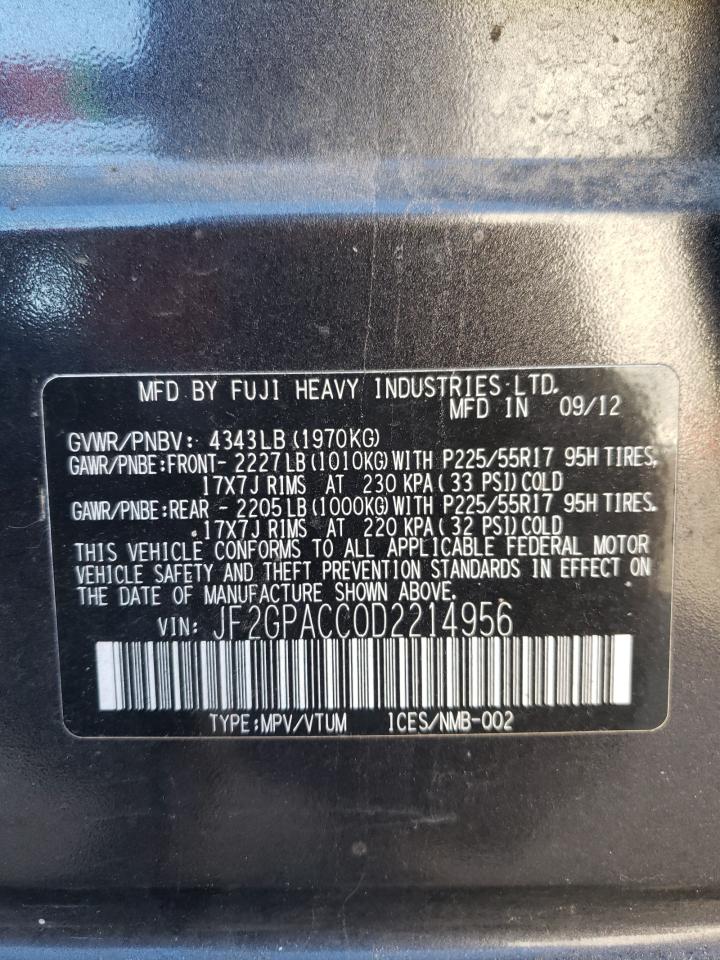 MFD BY FUJI HEAVY INDUSTRIES LTD.
MFD IN 09/12
GVWR/PNBV: 4343LB(1970KG)
GAWR/PNBE:FRONT-2227LB(1010KG)WITH P225/55R17 95H TIRES,
17X7J RIMS AT 230 KPA(33 PSI)COLD
GAWR/PNBE:REAR -2205LB(1000KG)WITH P225/55R17 95H TIRES.
17X7J RIMS AT 220 KPA(32 PSI)COLD
THIS VEHICLE CONFORMS TO ALL APPLICABLE FEDERAL MOTOR
VEHICLE SAFETY AND THEFT PREVENTION STANDARDS IN EFFECT ON
THE DATE OF MANUFACTURE SHOWN ABOVE.
VIN: JF2GPACC0D2214956
TYPE:MPV/VTUM ICES/NMB-002